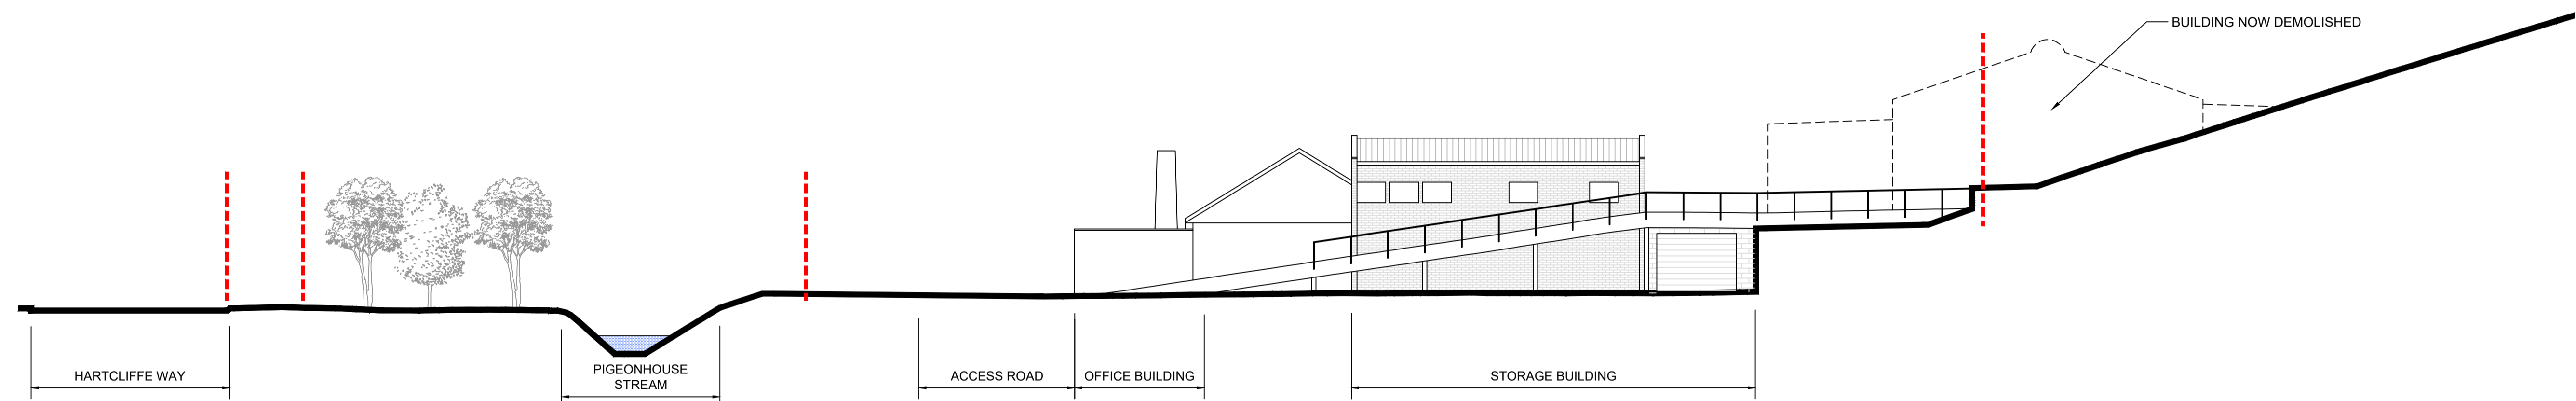 BUILDING NOW DEMOLISHED
HARTCLIFFE WAY
PIGEONHOUSE
STREAM
ACCESS ROAD
OFFICE BUILDING
STORAGE BUILDING